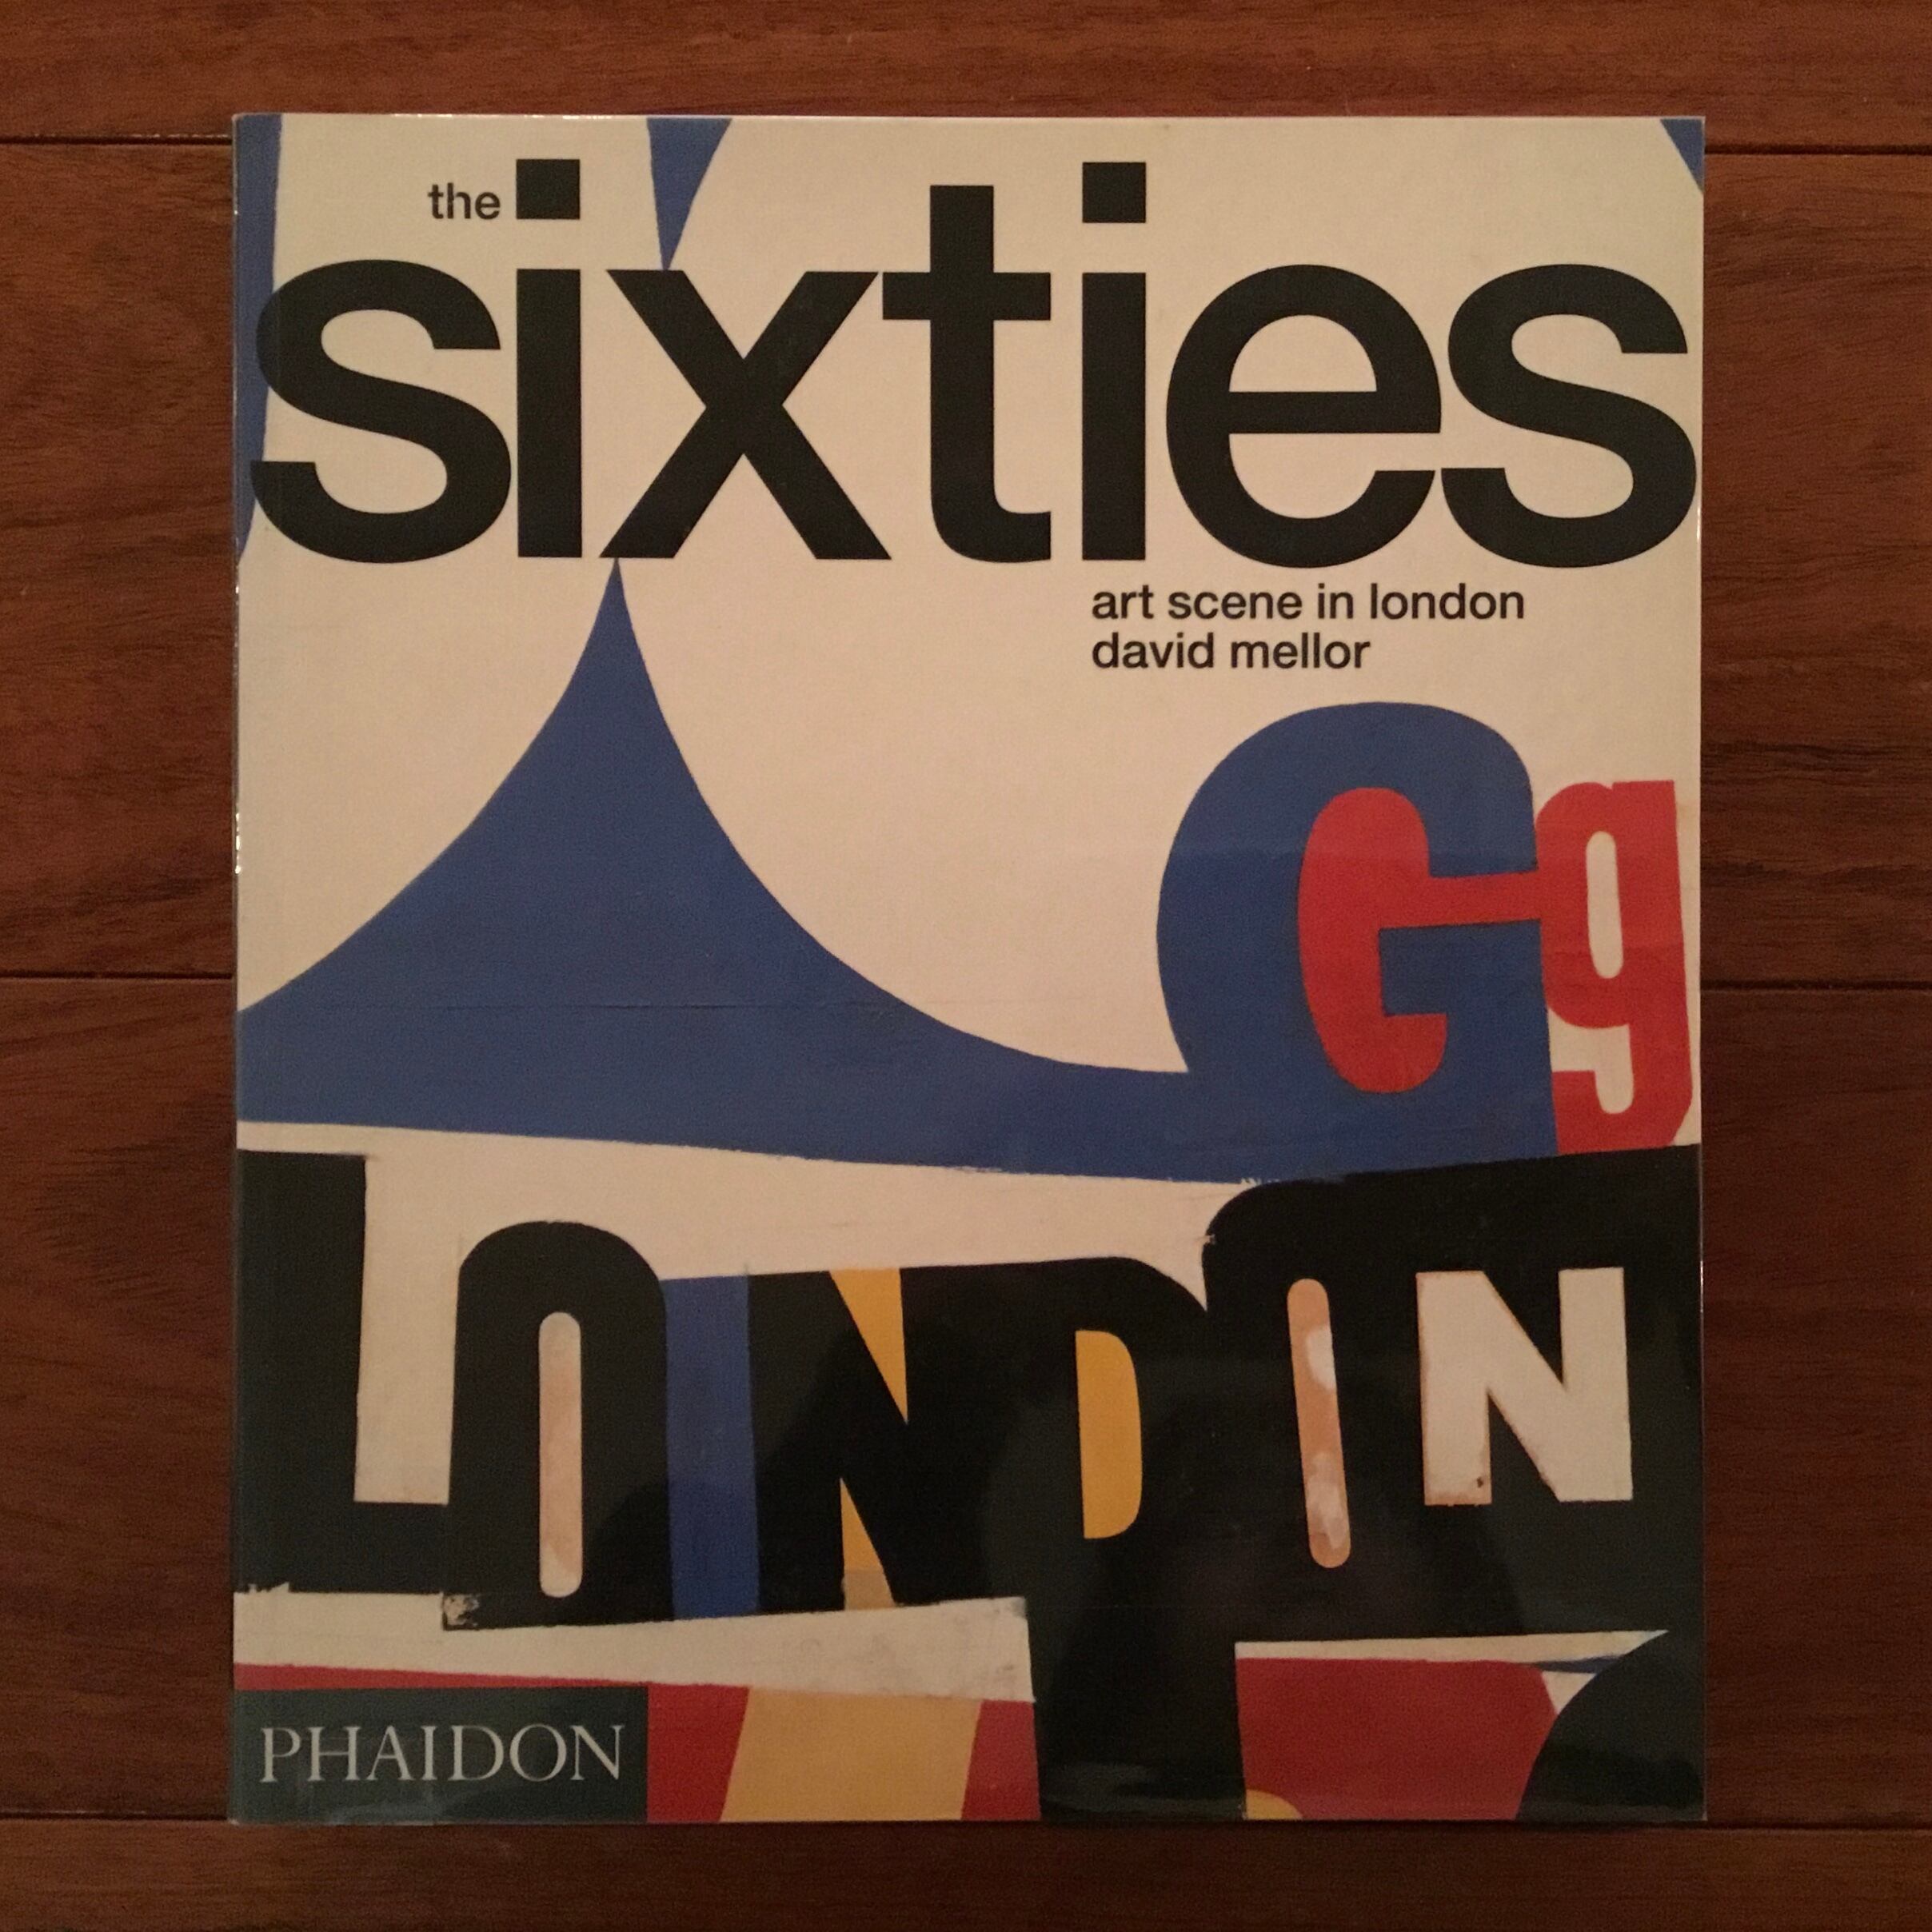 the
sixties
art scene in london
david mellor
Gg
LONDON
PHAIDON